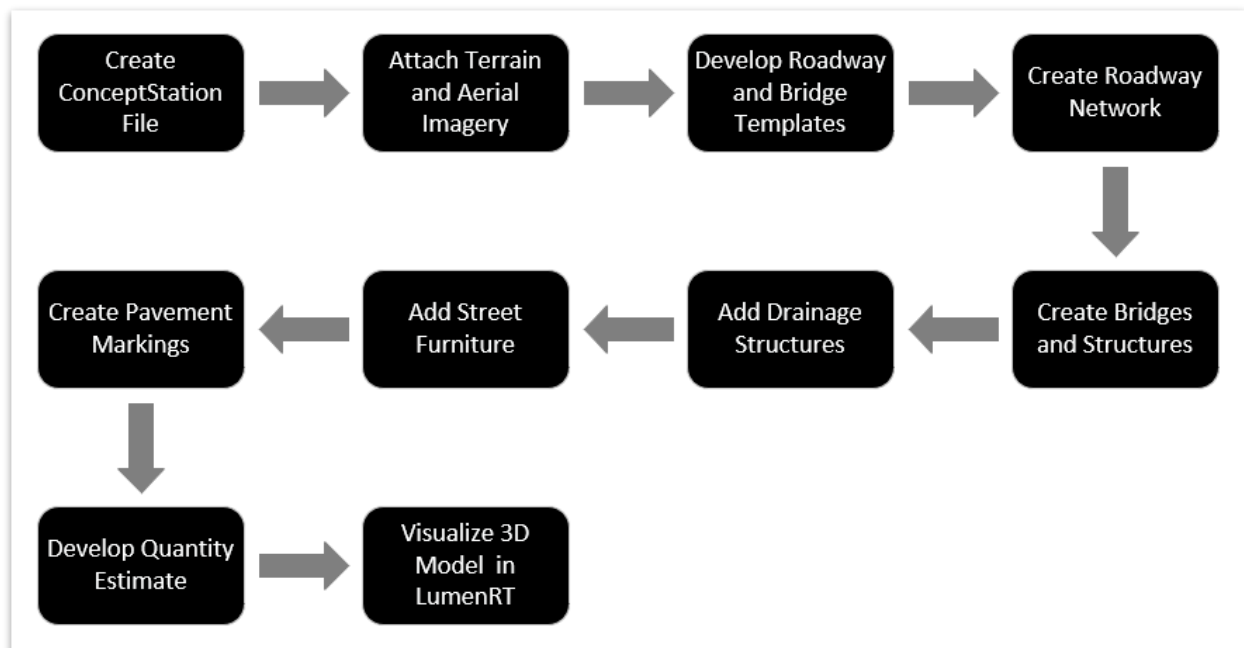 Create
ConceptStation
File
Attach Terrain
and Aerial
Imagery
Develop Roadway
and Bridge
Templates
Create Roadway
Network
Create Bridges
and Structures
Add Drainage
Structures
Add Street
Furniture
Create Pavement
Markings
Develop Quantity
Estimate
Visualize 3D
Model in
LumenRT